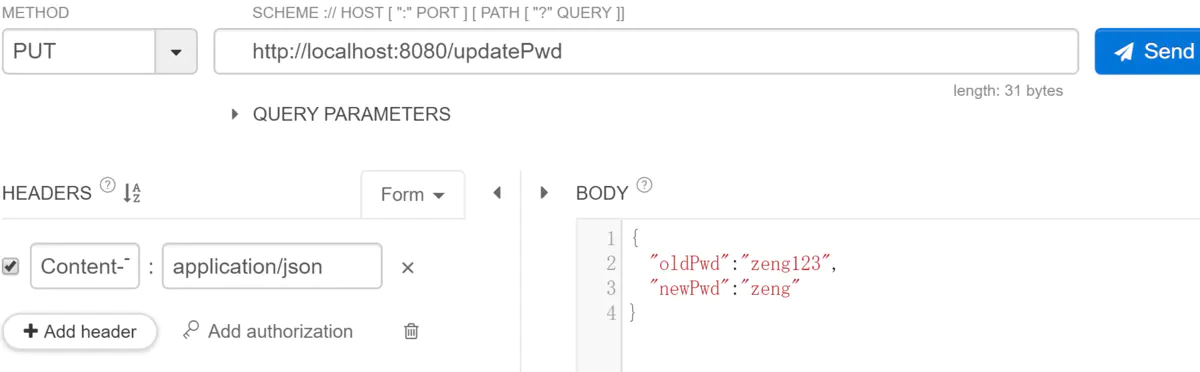 METHOD
SCHEME :// HOST [ ":" PORT ] [ PATH [ "?" QUERY ]]
PUT
http://localhost:8080/updatePwd
Send
length: 31 bytes
QUERY PARAMETERS
HEADERS ? A Z
Form
BODY ?
Content-
:
application/json
×
1 {
2 "oldPwd":"zeng123",
3 "newPwd":"zeng"
4 }
+ Add header
Add authorization